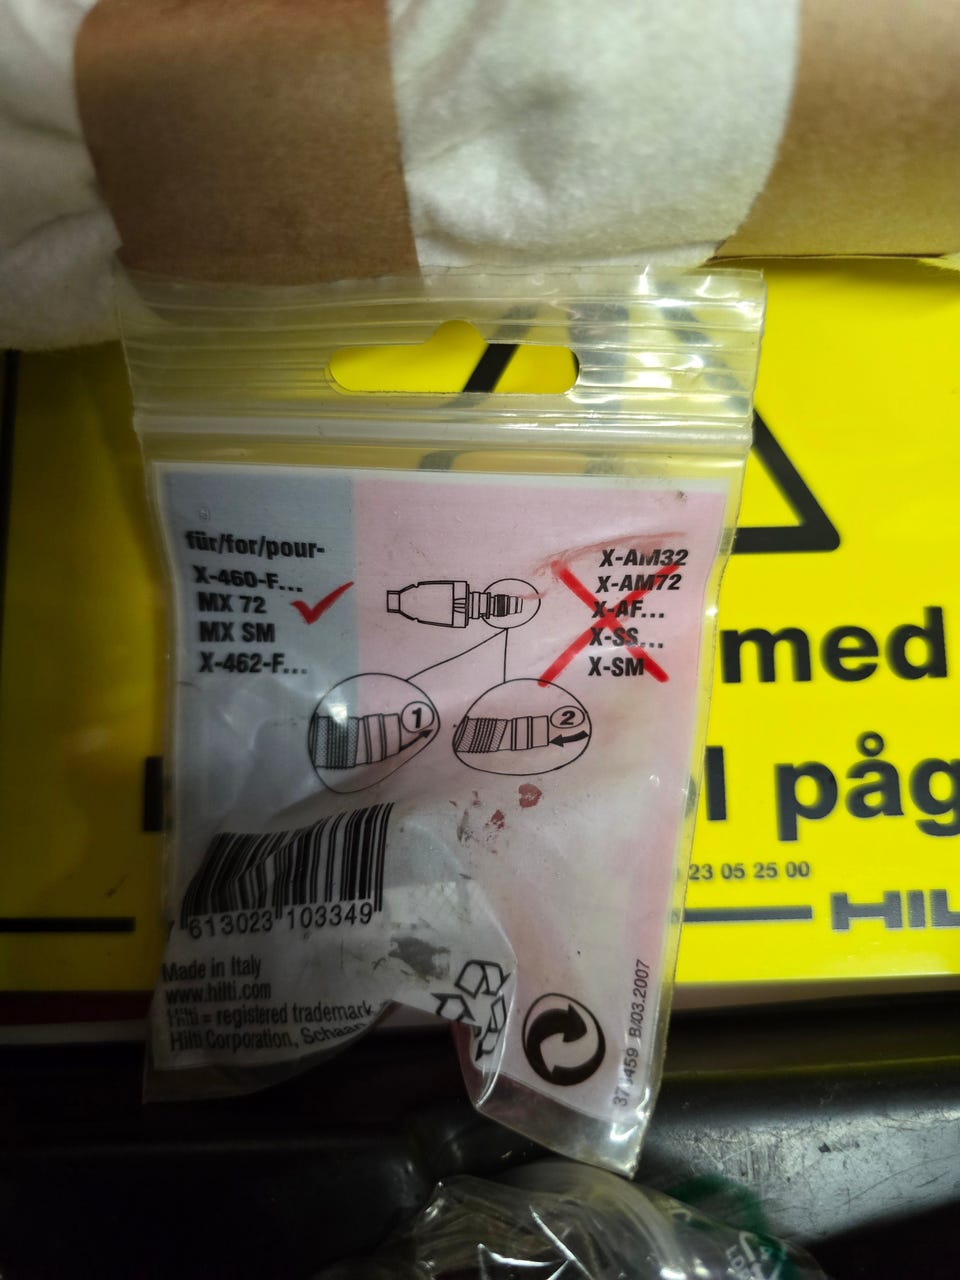 für/for/pour-
X-460-F...
MX 72
MX SM
X-462-F...
X-AM32
X-AM72
X-AF...
X-SS...
X-SM
1
2
med
l påg
23 05 25 00
HIL
7 613023 103349
Made in Italy
www.hilti.com
Hilti = registered trademark
Hilti Corporation, Schaan
B/03.2007